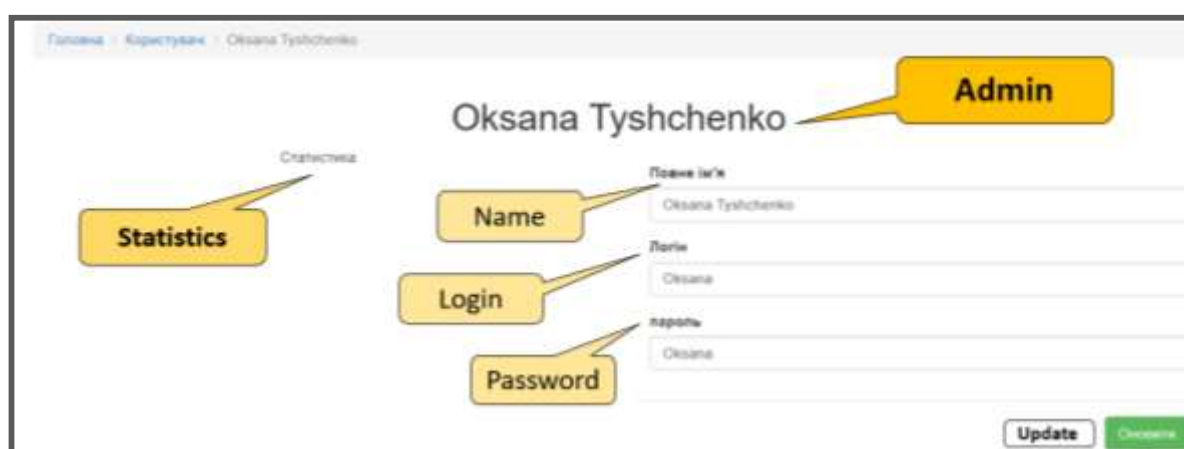 Головна / Користувачі / Oksana Tyshchenko
Admin
Oksana Tyshchenko
Статистика
Statistics
Повне ім'я
Name
Oksana Tyshchenko
Логін
Login
Oksana
пароль
Password
Oksana
Update
Оновити